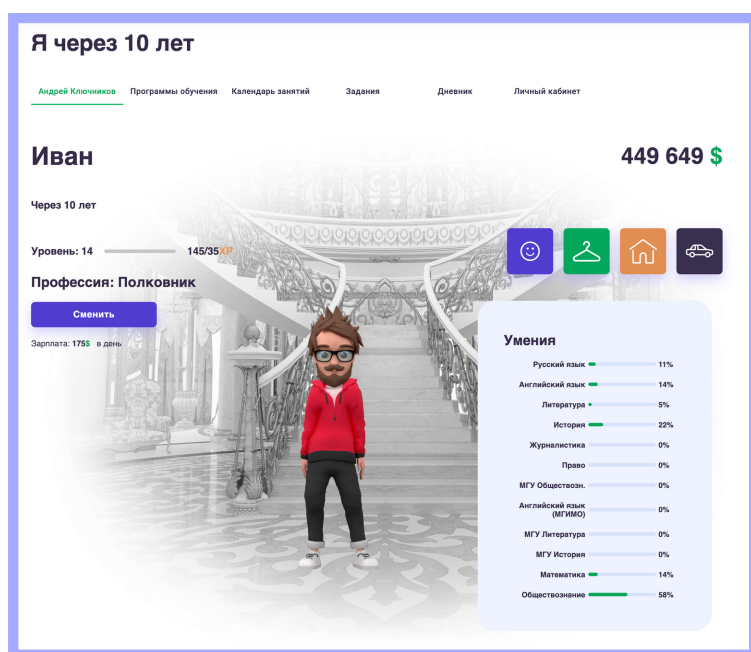 Я через 10 лет
Андрей Ключников Программы обучения Календарь занятий Задания Дневник Личный кабинет
Иван
449 649 $
Через 10 лет
Уровень: 14 145/35XP
Профессия: Полковник
Сменить
Зарплата: 175$ в день
Умения
Русский язык 11%
Английский язык 14%
Литература 5%
История 22%
Журналистика 0%
Право 0%
МГУ Обществозн. 0%
Английский язык
(МГИМО) 0%
МГУ Литература 0%
МГУ История 0%
Математика 14%
Обществознание 58%